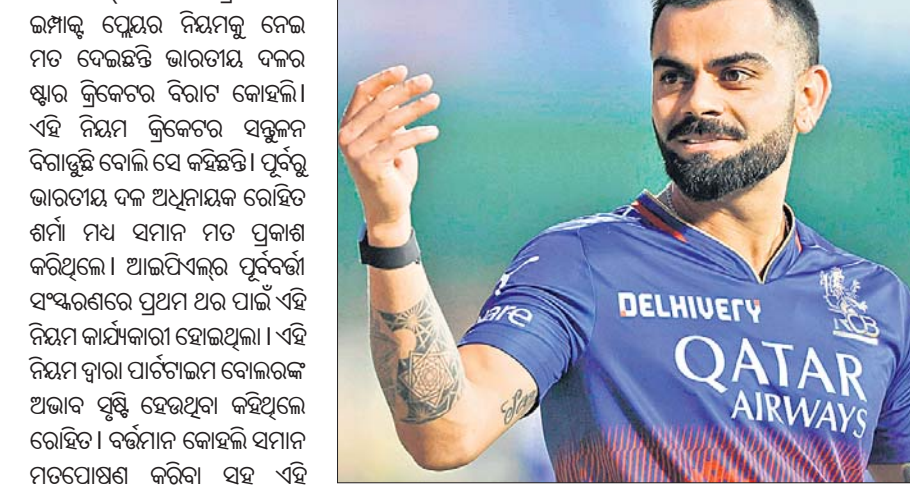 ଇମ୍ପାକ୍ଟ ପ୍ଲେୟର ନିୟମକୁ ନେଇ
ମତ ଦେଇଛନ୍ତି ଭାରତୀୟ ଦଳର
ଷ୍ଟାର କ୍ରିକେଟର ବିରାଟ କୋହଲି।
ଏହି ନିୟମ କ୍ରିକେଟର ସନ୍ତୁଳନ
ବିଗାଡୁଛି ବୋଲି ସେ କହିଛନ୍ତି। ପୂର୍ବରୁ
ଭାରତୀୟ ଦଳ ଅଧିନାୟକ ରୋହିତ
ଶର୍ମା ମଧ୍ୟ ସମାନ ମତ ପ୍ରକାଶ
କରିଥିଲେ। ଆଇପିଏଲ୍‌ର ପୂର୍ବବର୍ତ୍ତୀ
ସଂସ୍କରଣରେ ପ୍ରଥମ ଥର ପାଇଁ ଏହି
ନିୟମ କାର୍ଯ୍ୟକାରୀ ହୋଇଥିଲା। ଏହି
ନିୟମ ଦ୍ୱାରା ପାର୍ଟଟାଇମ ବୋଲରଙ୍କ
ଅଭାବ ସୃଷ୍ଟି ହେଉଥିବା କହିଥିଲେ
ରୋହିତ। ବର୍ତ୍ତମାନ କୋହଲି ସମାନ
ମତପୋଷଣ କରିବା ସହ ଏହି
DELHIVERY
RCB
QATAR
AIRWAYS